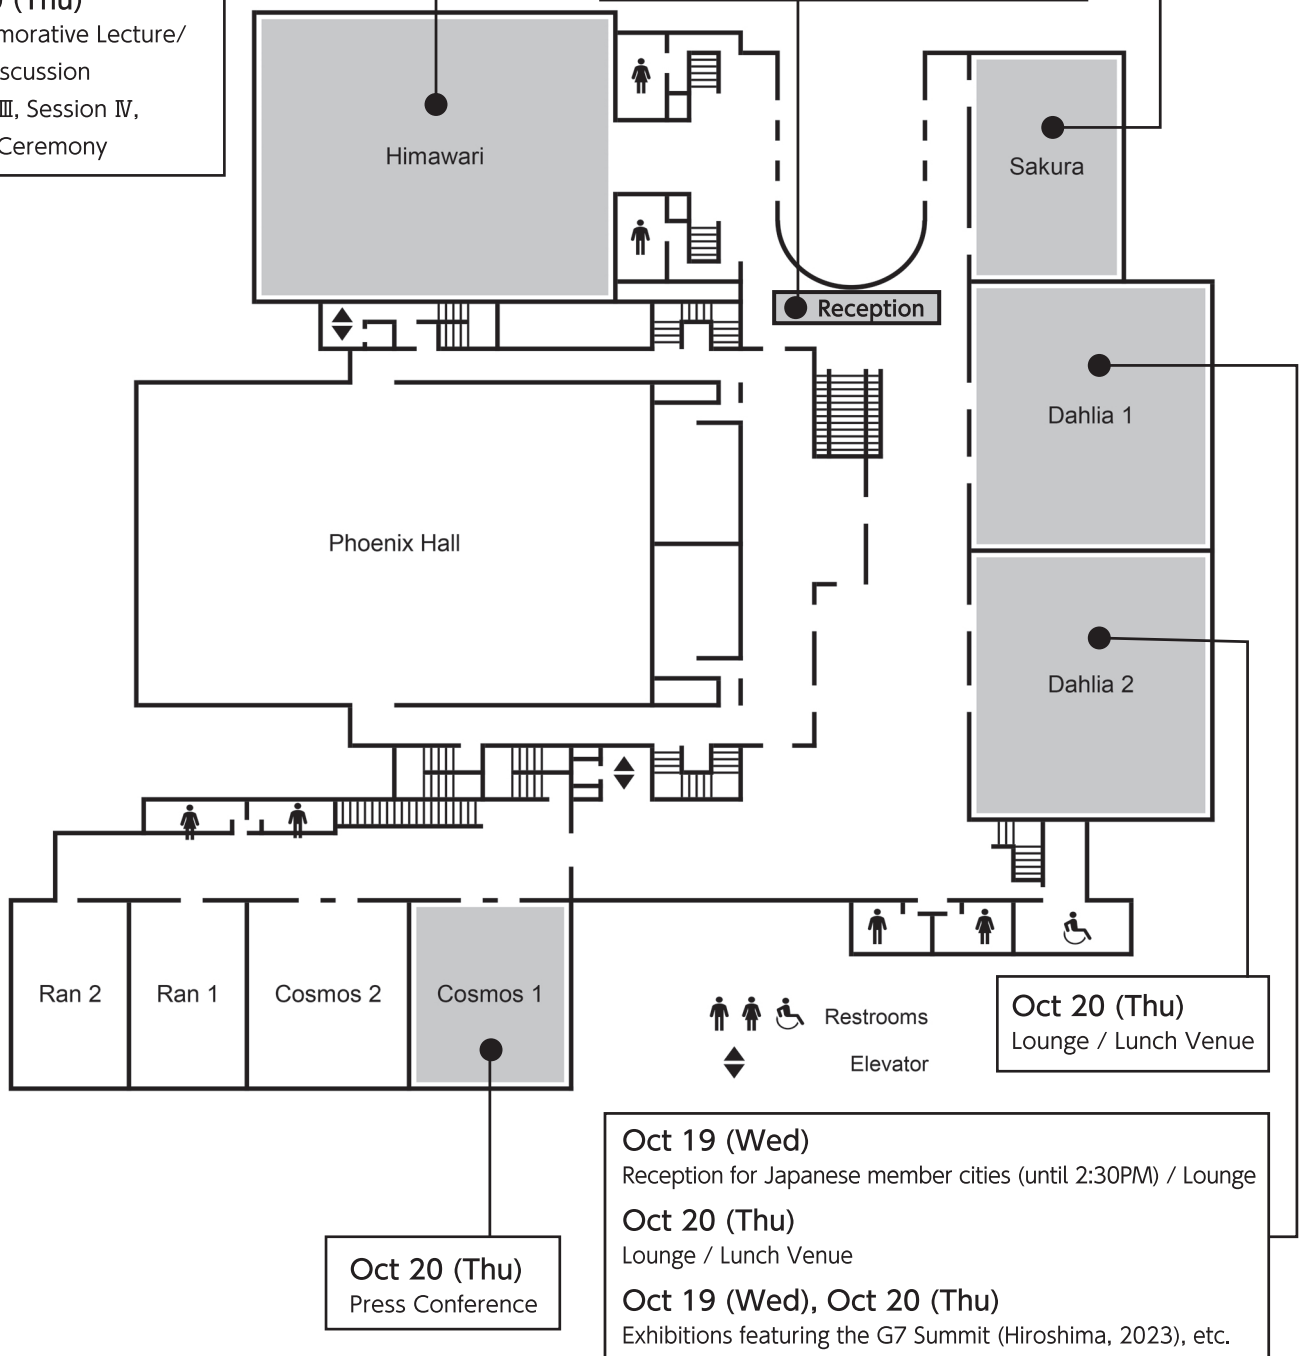 (Thu)
morative Lecture/
scussion
Ⅲ, Session Ⅳ,
Ceremony
Himawari
Sakura
Reception
Dahlia 1
Phoenix Hall
Dahlia 2
Ran 2
Ran 1
Cosmos 2
Cosmos 1
Restrooms
Elevator
Oct 20 (Thu)
Lounge / Lunch Venue
Oct 19 (Wed)
Reception for Japanese member cities (until 2:30PM) / Lounge
Oct 20 (Thu)
Lounge / Lunch Venue
Oct 19 (Wed), Oct 20 (Thu)
Exhibitions featuring the G7 Summit (Hiroshima, 2023), etc.
Oct 20 (Thu)
Press Conference